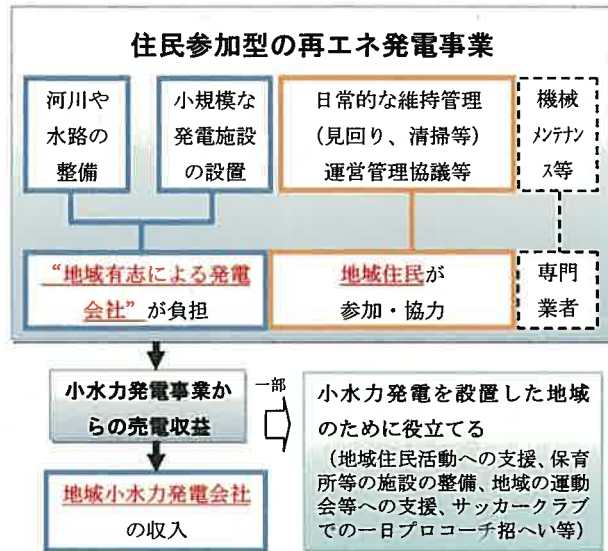 住民参加型の再エネ発電事業
河川や
水路の
整備
小規模な
発電施設
の設置
日常的な維持管理
（見回り、清掃等）
運営管理協議等
機械
ﾒﾝﾃﾅﾝ
ｽ等
“地域有志による発電
会社”が負担
地域住民が
参加・協力
専門
業者
小水力発電事業か
らの売電収益
一部
小水力発電を設置した地域
のために役立てる
（地域住民活動への支援、保育
所等の施設の整備、地域の運動
会等への支援、サッカークラブ
での一日プロコーチ招へい等）
地域小水力発電会社
の収入